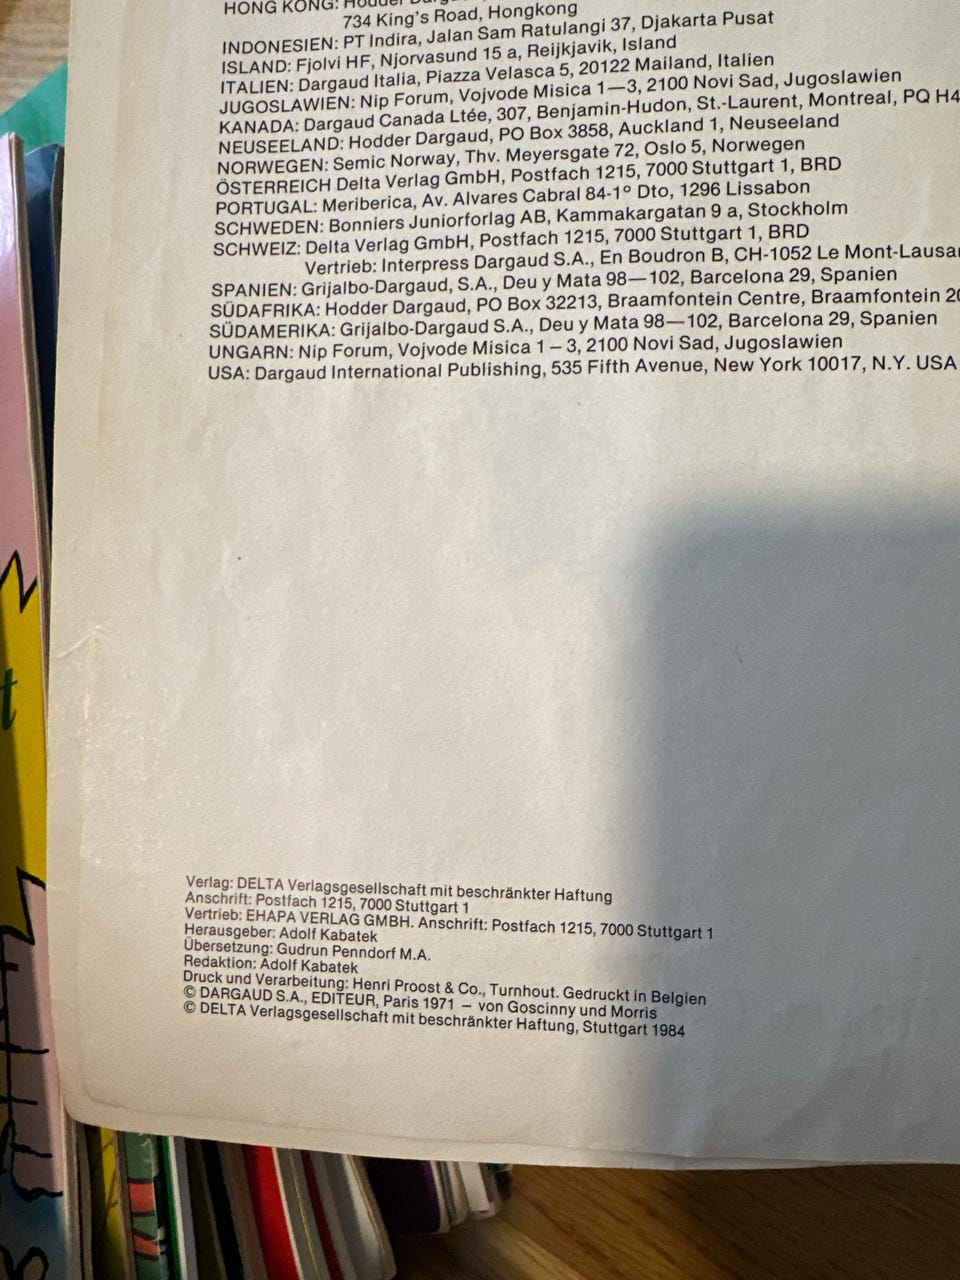 HONG KONG: Hodder
734 King's Road, Hongkong
INDONESIEN: PT Indira, Jalan Sam Ratulangi 37, Djakarta Pusat
ISLAND: Fjolvi HF, Njorvasund 15 a, Reijkjavik, Island
ITALIEN: Dargaud Italia, Piazza Velasca 5, 20122 Mailand, Italien
JUGOSLAWIEN: Nip Forum, Vojvode Misica 1—3, 2100 Novi Sad, Jugoslawien
KANADA: Dargaud Canada Ltée, 307, Benjamin-Hudon, St.-Laurent, Montreal, PQ H4
NEUSEELAND: Hodder Dargaud, PO Box 3858, Auckland 1, Neuseeland
NORWEGEN: Semic Norway, Thv. Meyersgate 72, Oslo 5, Norwegen
ÖSTERREICH Delta Verlag GmbH, Postfach 1215, 7000 Stuttgart 1, BRD
PORTUGAL: Meriberica, Av. Alvares Cabral 84-1º Dto, 1296 Lissabon
SCHWEDEN: Bonniers Juniorforlag AB, Kammakargatan 9 a, Stockholm
SCHWEIZ: Delta Verlag GmbH, Postfach 1215, 7000 Stuttgart 1, BRD
Vertrieb: Interpress Dargaud S.A., En Boudron B, CH-1052 Le Mont-Lausa
SPANIEN: Grijalbo-Dargaud, S.A., Deu y Mata 98—102, Barcelona 29, Spanien
SÜDAFRIKA: Hodder Dargaud, PO Box 32213, Braamfontein Centre, Braamfontein 20
SÜDAMERIKA: Grijalbo-Dargaud S.A., Deu y Mata 98—102, Barcelona 29, Spanien
UNGARN: Nip Forum, Vojvode Misica 1 – 3, 2100 Novi Sad, Jugoslawien
USA: Dargaud International Publishing, 535 Fifth Avenue, New York 10017, N.Y. USA
t
Verlag: DELTA Verlagsgesellschaft mit beschränkter Haftung
Anschrift: Postfach 1215, 7000 Stuttgart 1
Vertrieb: EHAPA VERLAG GMBH. Anschrift: Postfach 1215, 7000 Stuttgart 1
Herausgeber: Adolf Kabatek
Übersetzung: Gudrun Penndorf M.A.
Redaktion: Adolf Kabatek
Druck und Verarbeitung: Henri Proost & Co., Turnhout. Gedruckt in Belgien
© DARGAUD S.A., EDITEUR, Paris 1971 – von Goscinny und Morris
© DELTA Verlagsgesellschaft mit beschränkter Haftung, Stuttgart 1984